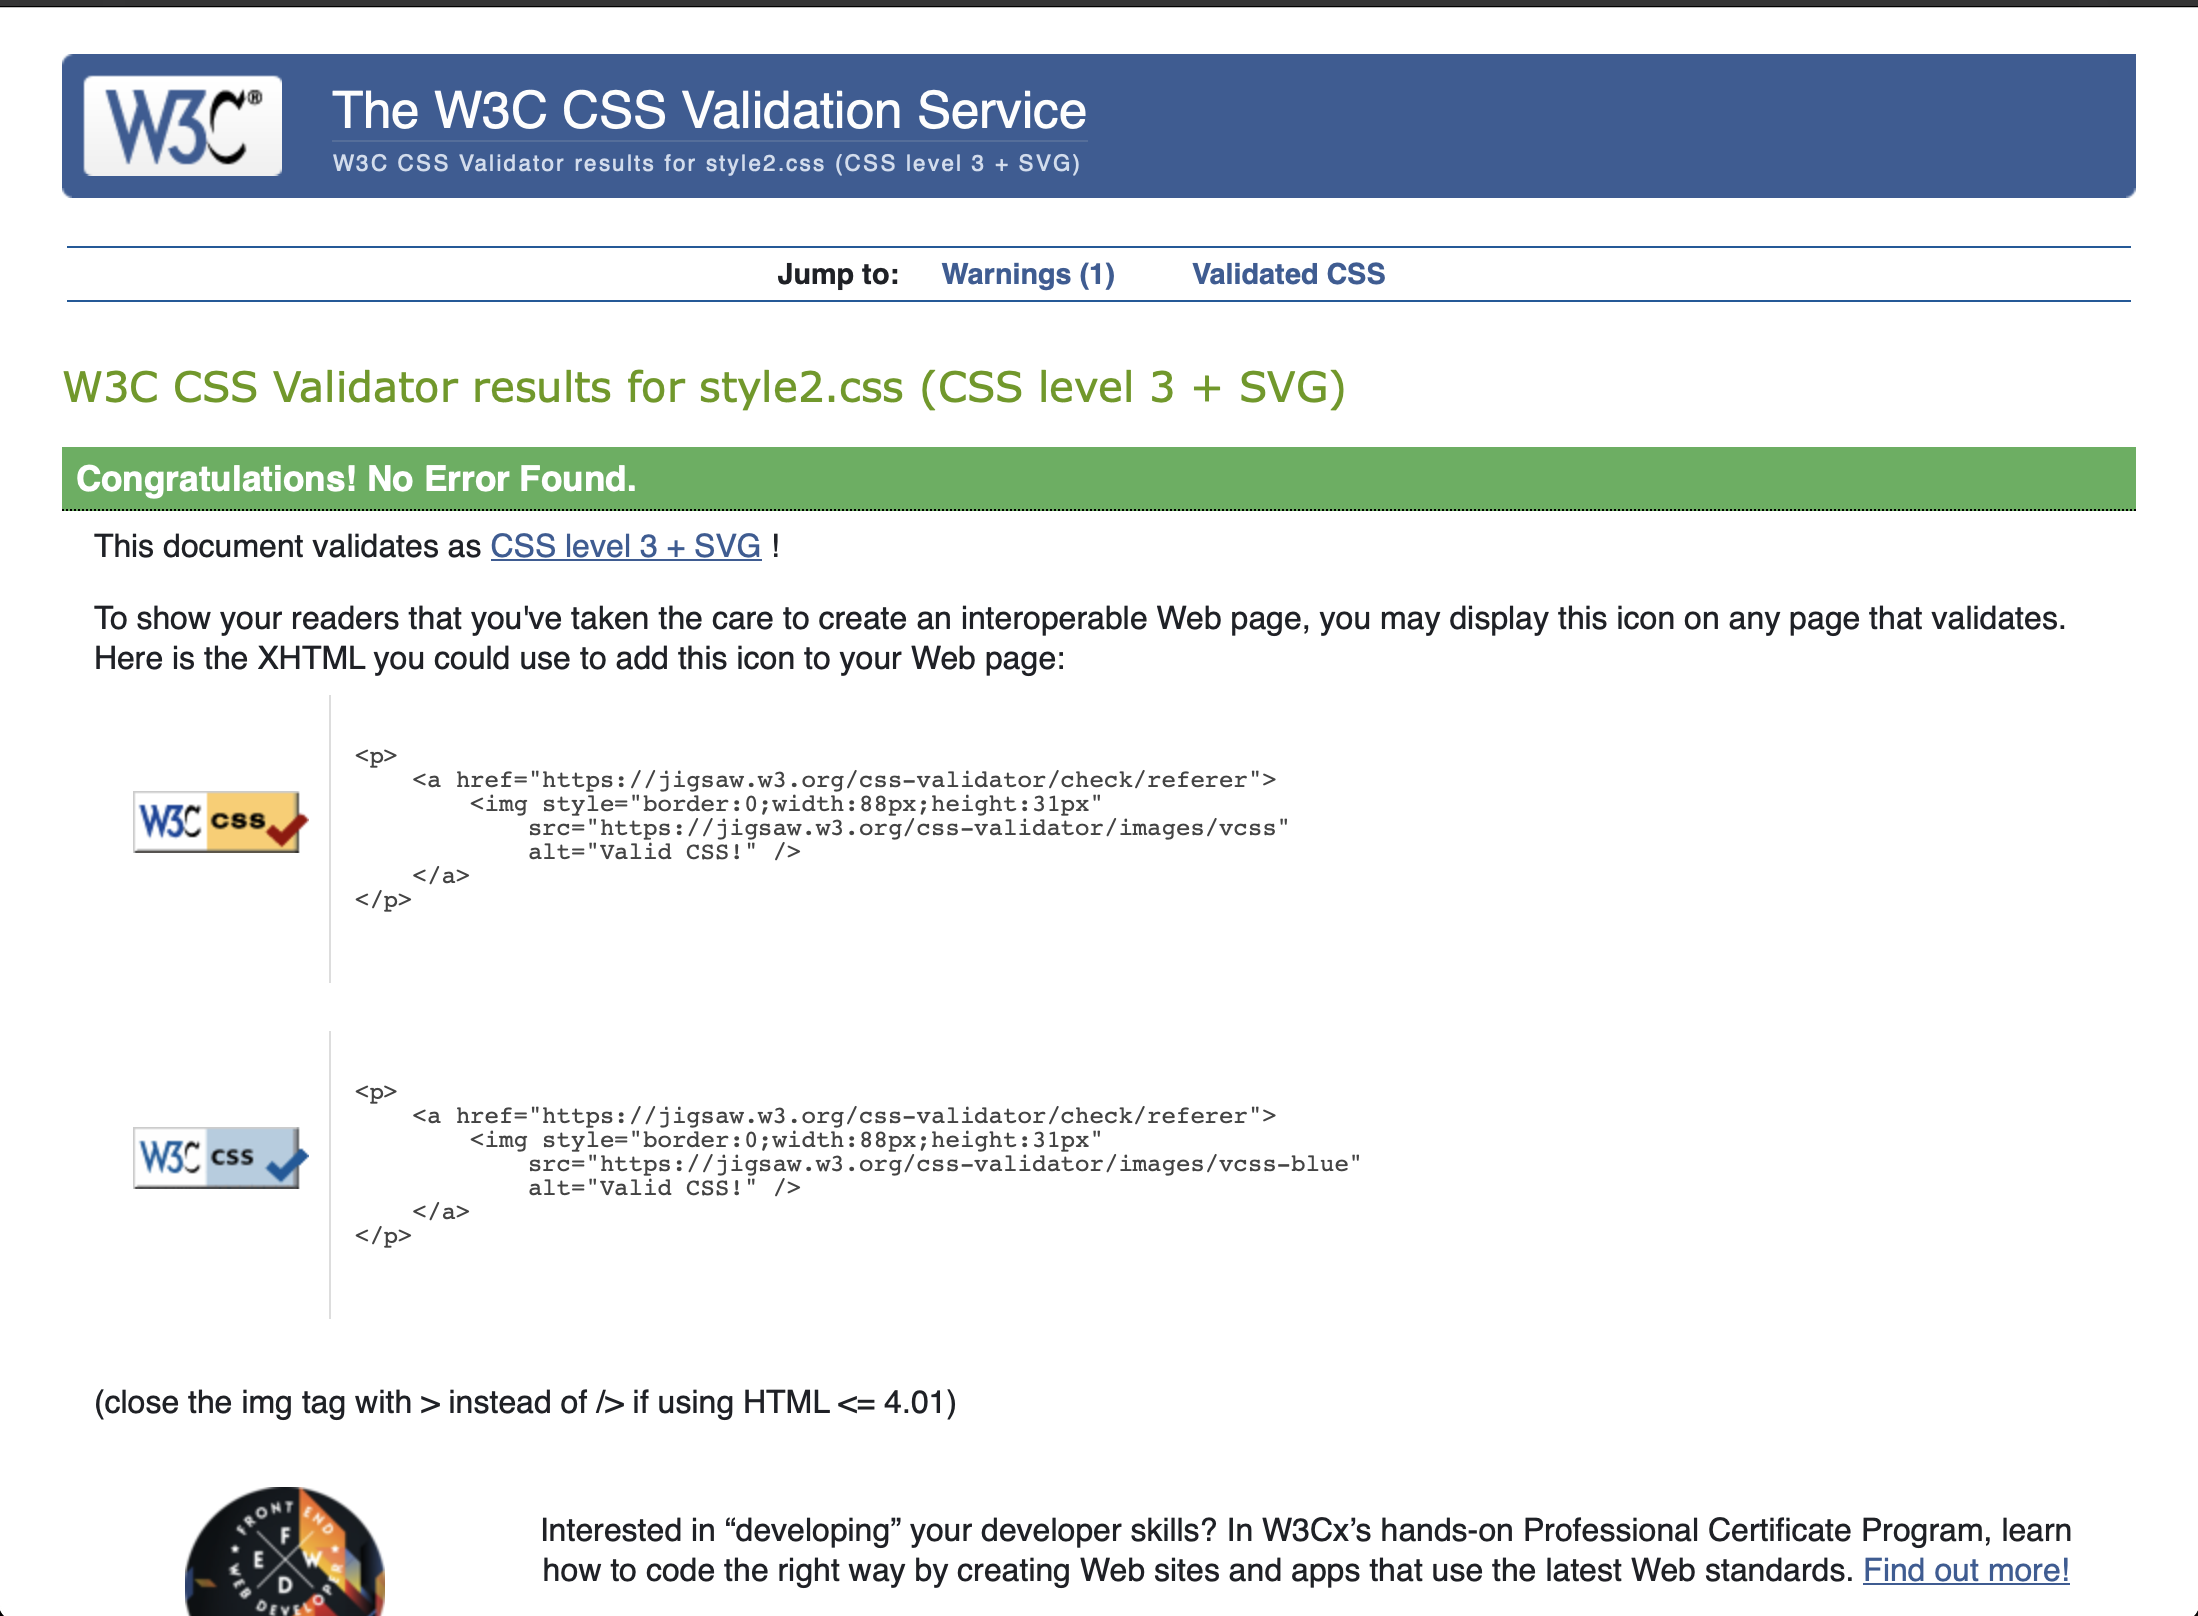 W3C®
The W3C CSS Validation Service
W3C CSS Validator results for style2.css (CSS level 3 + SVG)
Jump to: Warnings (1) Validated CSS
W3C CSS Validator results for style2.css (CSS level 3 + SVG)
Congratulations! No Error Found.
This document validates as CSS level 3 + SVG !
To show your readers that you've taken the care to create an interoperable Web page, you may display this icon on any page that validates.
Here is the XHTML you could use to add this icon to your Web page:
W3C css
<p>
<a href="https://jigsaw.w3.org/css-validator/check/referer">
<img style="border:0;width:88px;height:31px"
src="https://jigsaw.w3.org/css-validator/images/vcss"
alt="Valid CSS!" />
</a>
</p>
W3C css
<p>
<a href="https://jigsaw.w3.org/css-validator/check/referer">
<img style="border:0;width:88px;height:31px"
src="https://jigsaw.w3.org/css-validator/images/vcss-blue"
alt="Valid CSS!" />
</a>
</p>
(close the img tag with > instead of /> if using HTML <= 4.01)
FRONT END
WEB DEVELOPER
F E W D
Interested in “developing” your developer skills? In W3Cx’s hands-on Professional Certificate Program, learn
how to code the right way by creating Web sites and apps that use the latest Web standards. Find out more!